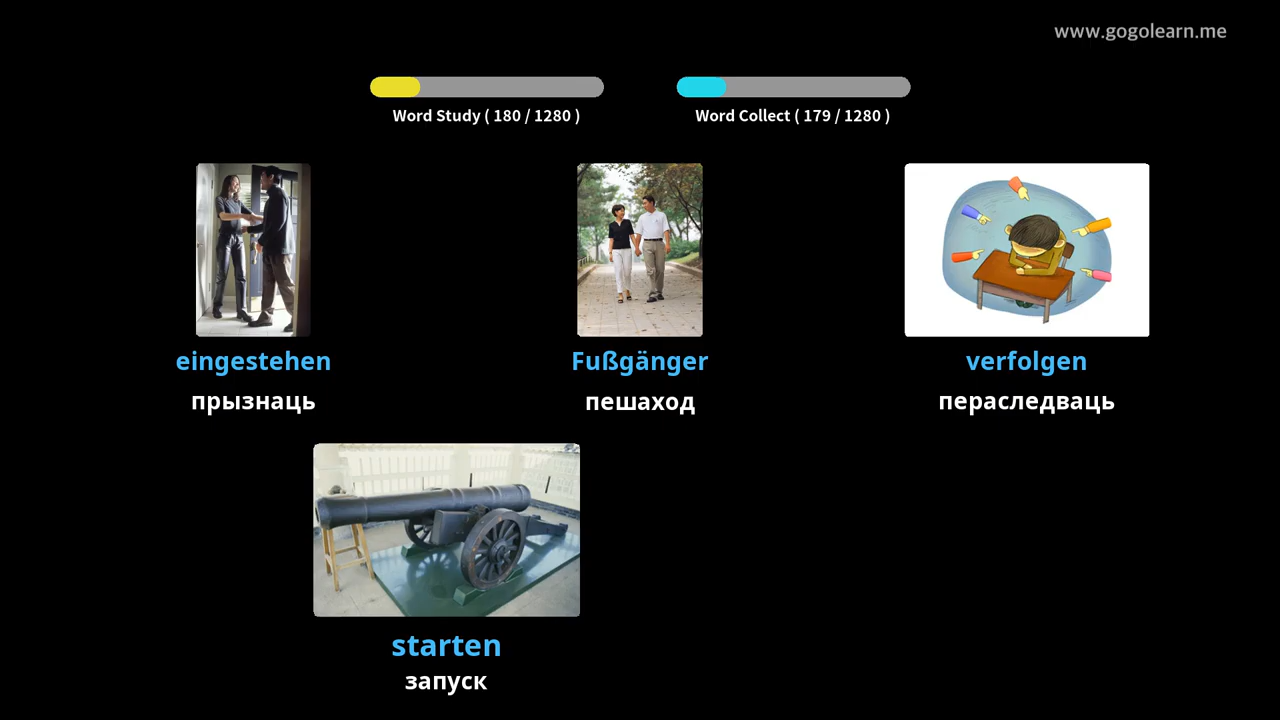 www.gogolearn.me
Word Study ( 180 / 1280 )
Word Collect ( 179 / 1280 )
eingestehen
Fußgänger
verfolgen
прызнаць
пешаход
пераследваць
starten
запуск